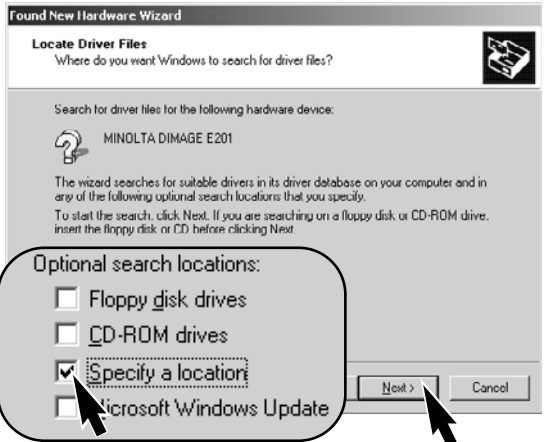 Found New Hardware Wizard
Locate Driver Files
Where do you want Windows to search for driver files?
Search for driver files for the following hardware device:
MINOLTA DIMAGE E201
The wizard searches for suitable drivers in its driver database on your computer and in
any of the following optional search locations that you specify.
To start the search, click Next. If you are searching on a floppy disk or CD-ROM drive,
insert the floppy disk or CD before clicking Next.
Optional search locations:
Floppy disk drives
CD-ROM drives
Specify a location
Microsoft Windows Update
Next >
Cancel